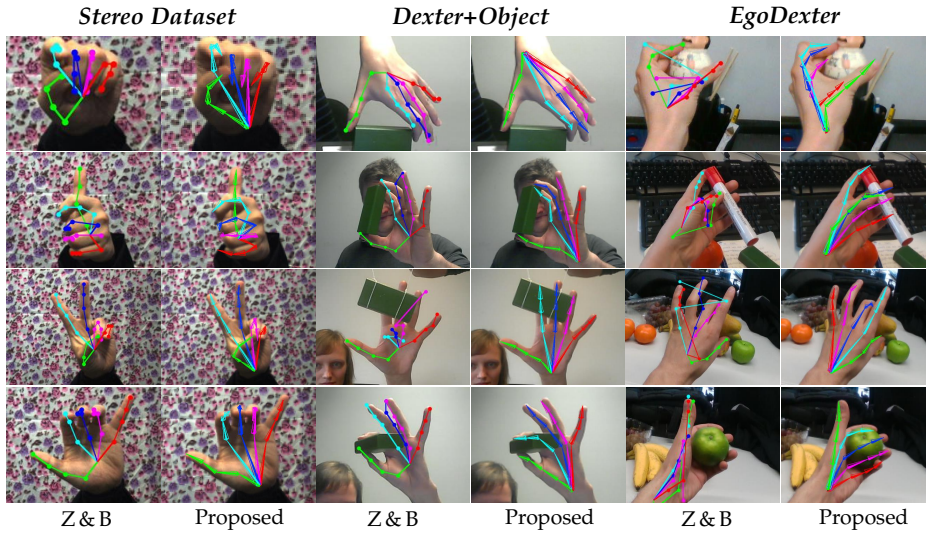 Stereo Dataset Dexter+Object EgoDexter
Z & B Proposed Z & B Proposed Z & B Proposed